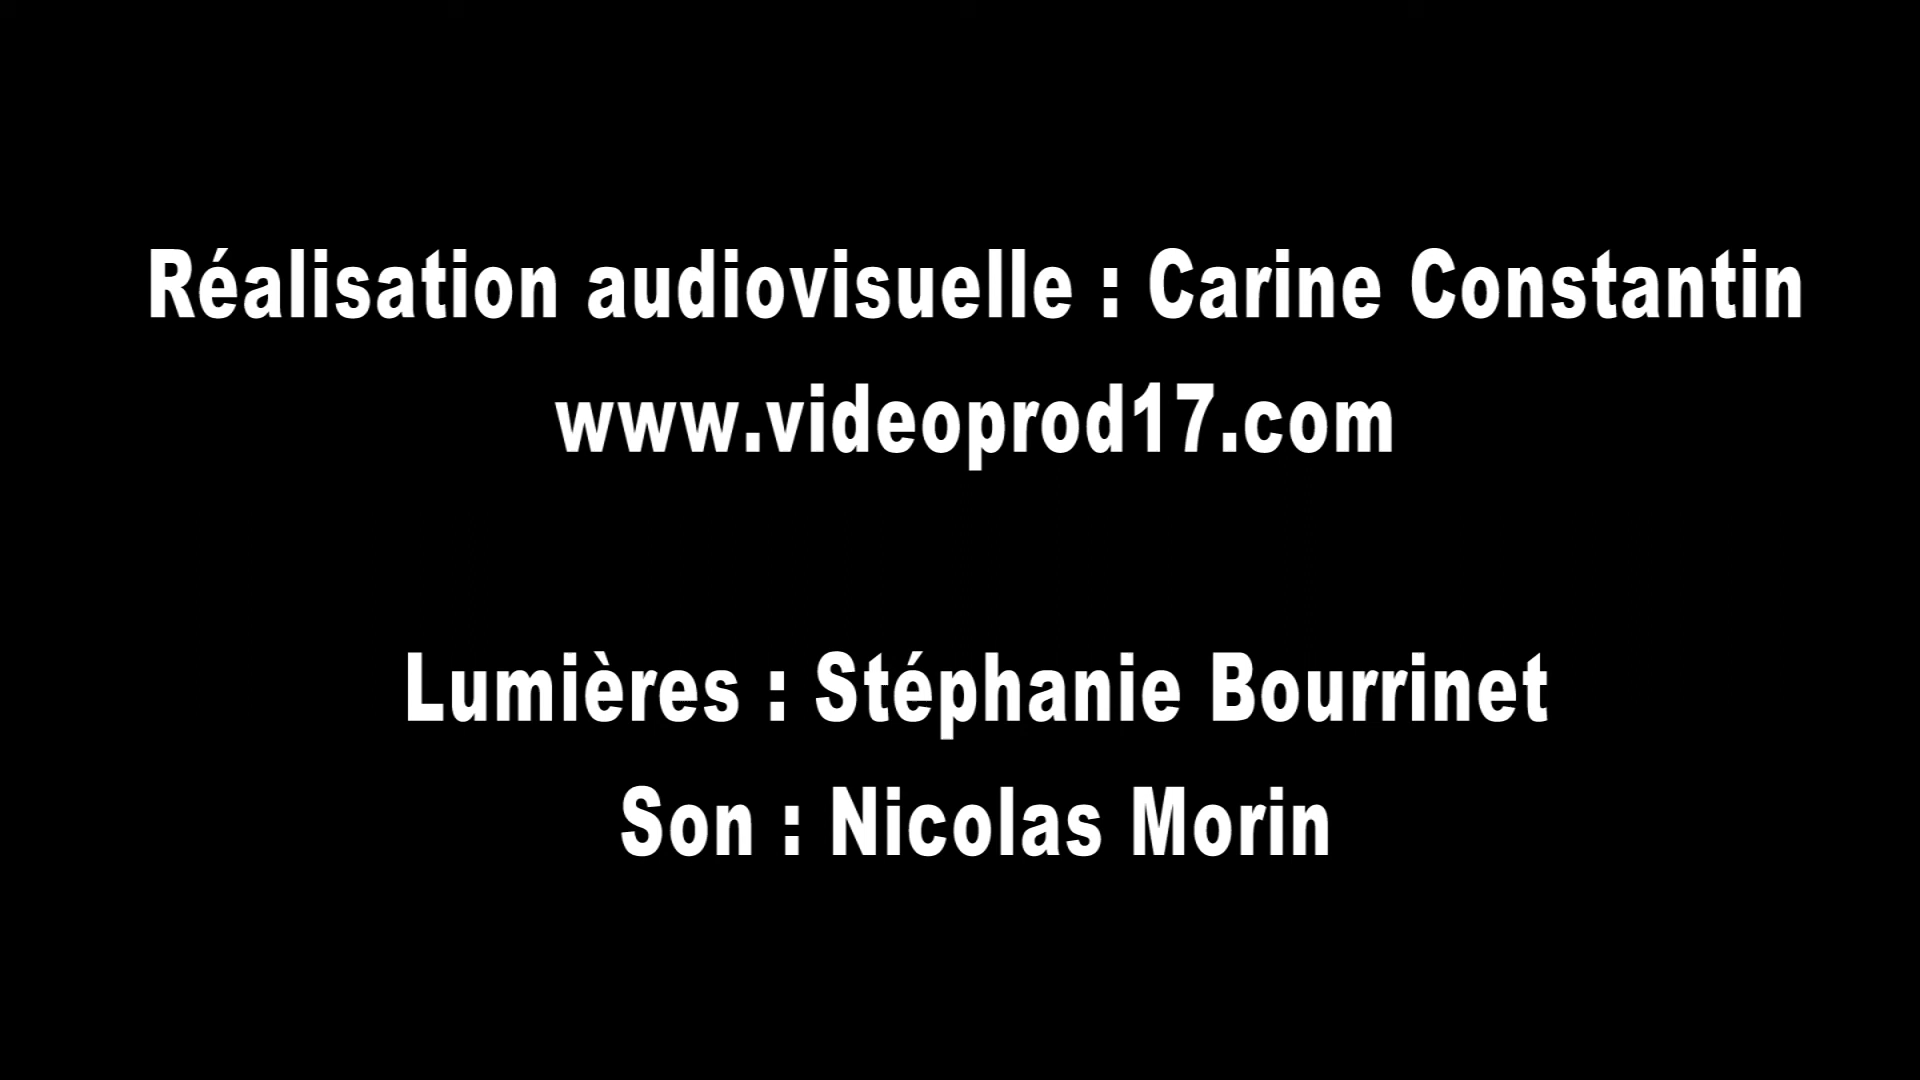 Réalisation audiovisuelle : Carine Constantin
www.videoprod17.com
Lumières : Stéphanie Bourrinet
Son : Nicolas Morin